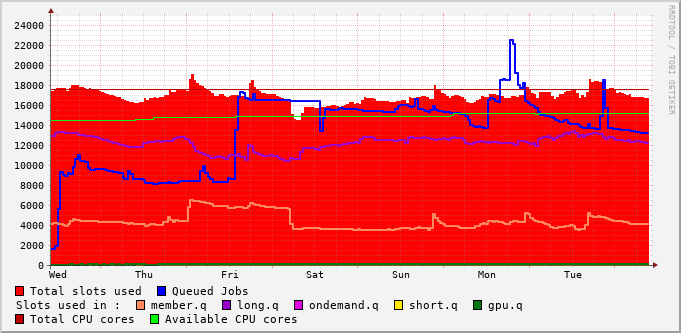 RRDTOOL / TOBI OETIKER
24000
22000
20000
18000
16000
14000
12000
10000
8000
6000
4000
2000
0
Wed Thu Fri Sat Sun Mon Tue
Total slots used Queued Jobs
Slots used in : member.q long.q ondemand.q short.q gpu.q
Total CPU cores Available CPU cores